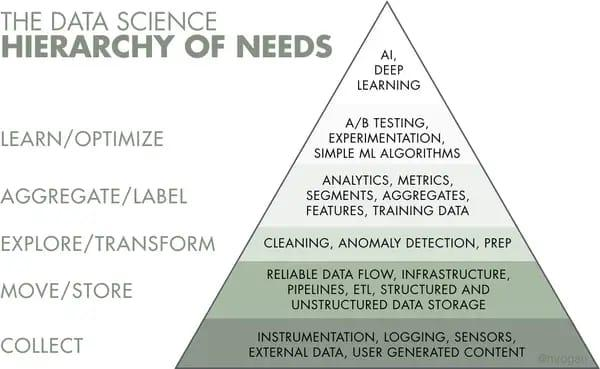 THE DATA SCIENCE
HIERARCHY OF NEEDS
AI,
DEEP
LEARNING
LEARN/OPTIMIZE
A/B TESTING,
EXPERIMENTATION,
SIMPLE ML ALGORITHMS
AGGREGATE/LABEL
ANALYTICS, METRICS,
SEGMENTS, AGGREGATES,
FEATURES, TRAINING DATA
EXPLORE/TRANSFORM
CLEANING, ANOMALY DETECTION, PREP
MOVE/STORE
RELIABLE DATA FLOW, INFRASTRUCTURE,
PIPELINES, ETL, STRUCTURED AND
UNSTRUCTURED DATA STORAGE
COLLECT
INSTRUMENTATION, LOGGING, SENSORS,
EXTERNAL DATA, USER GENERATED CONTENT